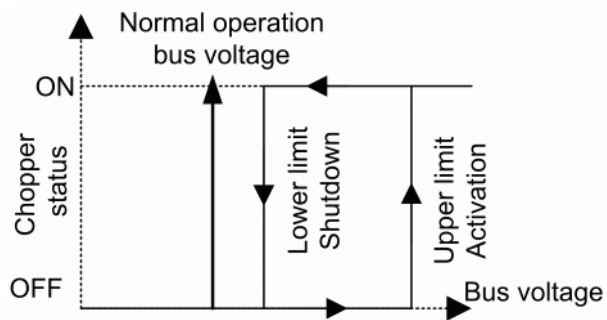 Normal operation
bus voltage
ON
Chopper
status
Lower limit
Shutdown
Upper limit
Activation
OFF
Bus voltage